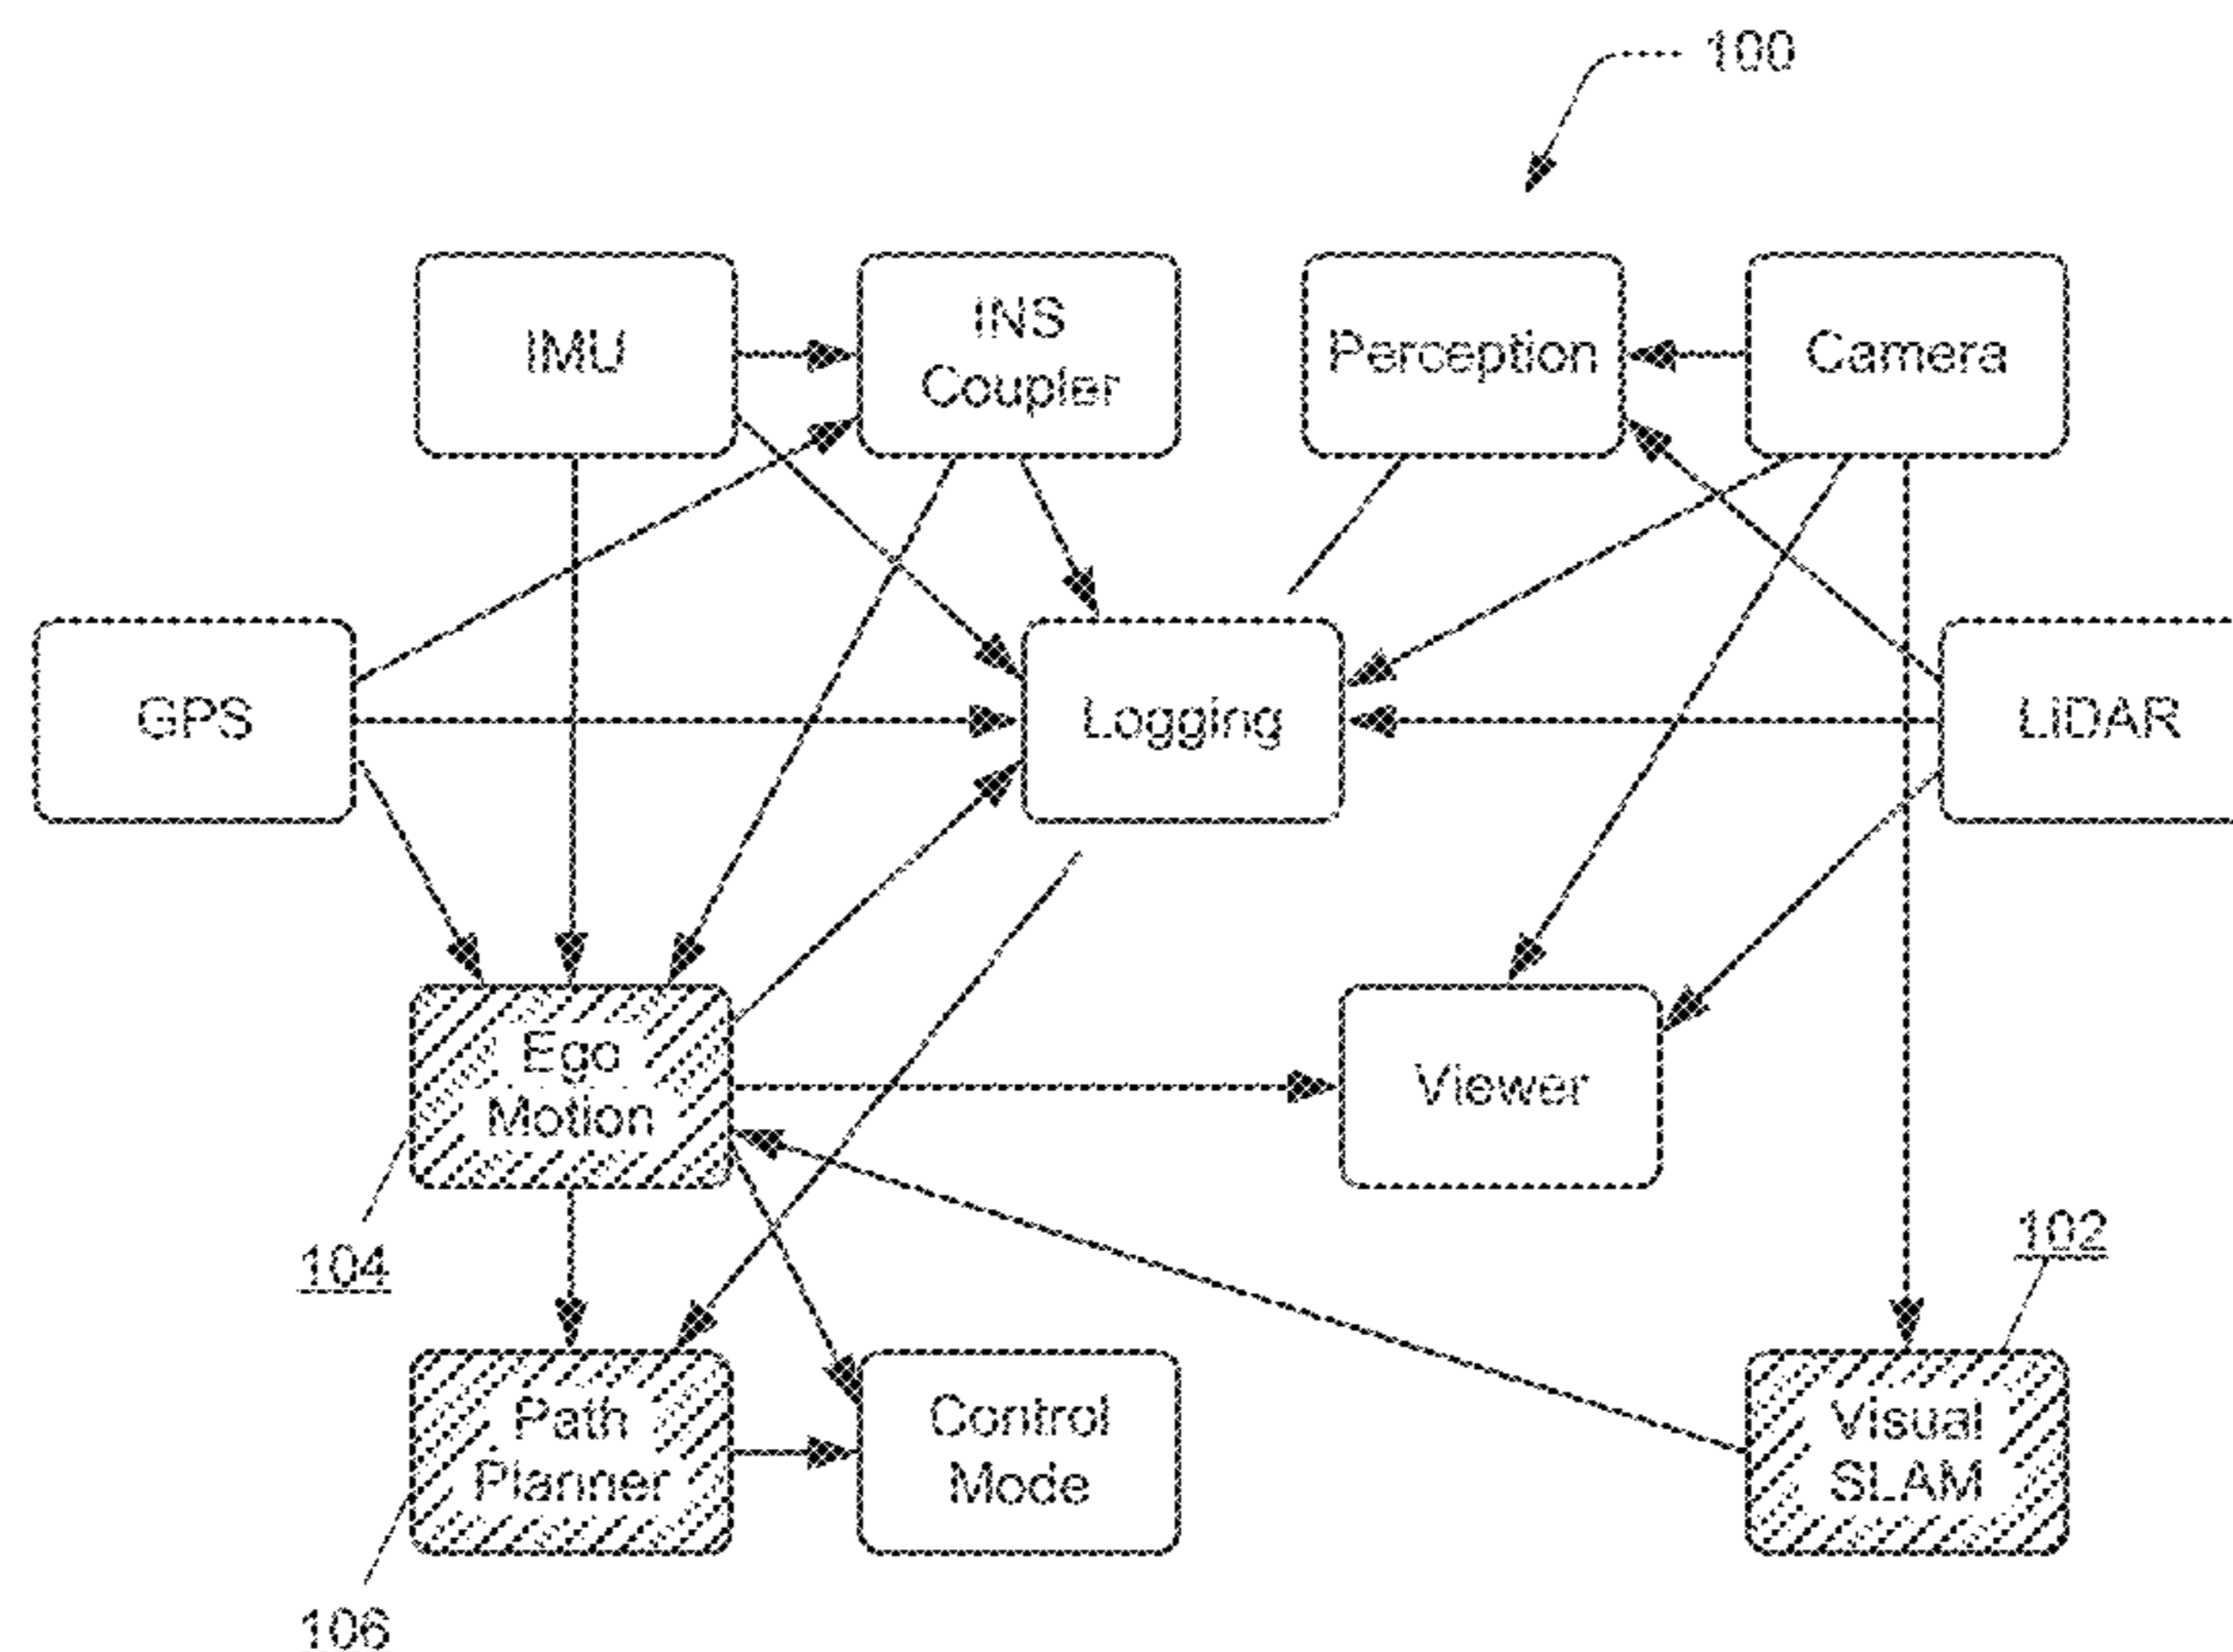 100
IMU
INS
Coupler
Perception
Camera
GPS
Logging
LiDAR
Ego
Motion
Viewer
104
102
Path
Planner
Control
Mode
Visual
SLAM
106